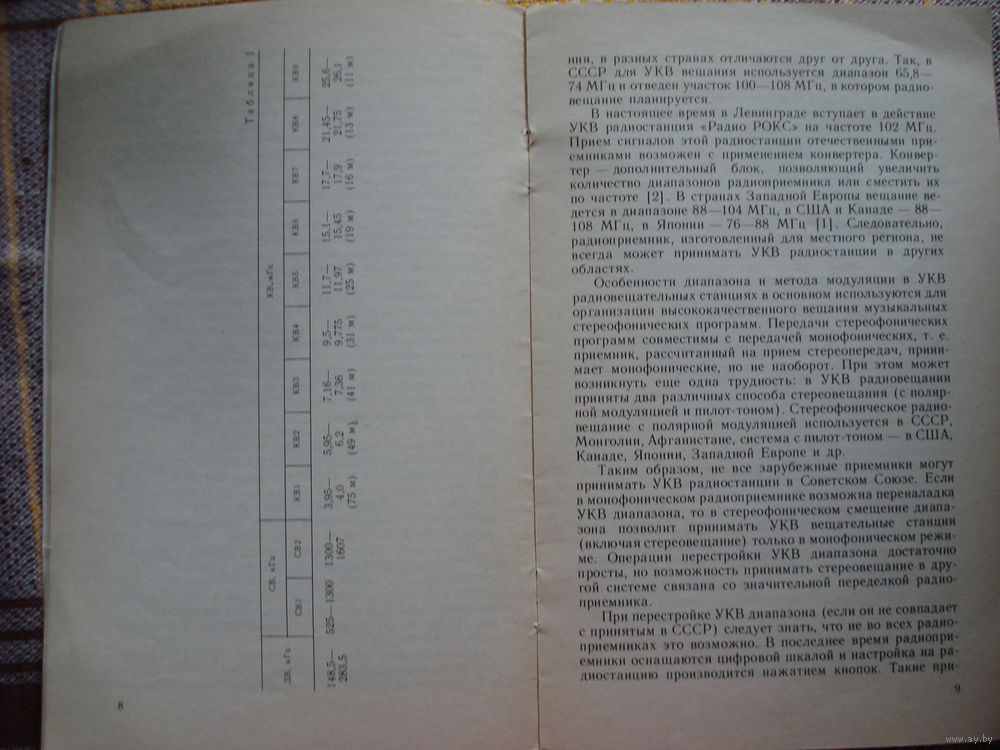 Таблица 1
ДВ, кГц СВ, кГц КВ, мГц
СВ1 СВ2 КВ1 КВ2 КВ3 КВ4 КВ5 КВ6 КВ7 КВ8 КВ9
148,5— 525—1300 1300— 3,95— 5,95— 7,16— 9,5— 11,7— 15,1— 17,7— 21,45— 25,6—
283,5 1607 4,0 6,2 7,36 9,775 11,97 15,45 17,9 21,75 26,1
(75 м) (49 м) (41 м) (31 м) (25 м) (19 м) (16 м) (13 м) (11 м)
8
ния, в разных странах отличаются друг от друга. Так, в
СССР для УКВ вещания используется диапазон 65,8—
74 МГц и отведен участок 100—108 МГц, в котором радио-
вещание планируется.
В настоящее время в Ленинграде вступает в действие
УКВ радиостанция «Радио РОКС» на частоте 102 МГц.
Прием сигналов этой радиостанции отечественными при-
емниками возможен с применением конвертера. Конвер-
тер — дополнительный блок, позволяющий увеличить
количество диапазонов радиоприемника или сместить их
по частоте [2]. В странах Западной Европы вещание ве-
дется в диапазоне 88—104 МГц, в США и Канаде — 88—
108 МГц, в Японии — 76—88 МГц [1]. Следовательно,
радиоприемник, изготовленный для местного региона, не
всегда может принимать УКВ радиостанции в других
областях.
Особенности диапазона и метода модуляции в УКВ
радиовещательных станциях в основном используются для
организации высококачественного вещания музыкальных
стереофонических программ. Передачи стереофонических
программ совместимы с передачей монофонических, т. е.
приемник, рассчитанный на прием стереопередач, прини-
мает монофонические, но не наоборот. При этом может
возникнуть еще одна трудность: в УКВ радиовещании
приняты два различных способа стереовещания (с поляр-
ной модуляцией и пилот-тоном). Стереофоническое радио-
вещание с полярной модуляцией используется в СССР,
Монголии, Афганистане, система с пилот-тоном — в США,
Канаде, Японии, Западной Европе и др.
Таким образом, не все зарубежные приемники могут
принимать УКВ радиостанции в Советском Союзе. Если
в монофоническом радиоприемнике возможна переналадка
УКВ диапазона, то в стереофоническом смещение диапа-
зона позволит принимать УКВ вещательные станции
(включая стереовещание) только в монофоническом режи-
ме. Операции перестройки УКВ диапазона достаточно
просты, но возможность принимать стереовещание в дру-
гой системе связана со значительной переделкой радио-
приемника.
При перестройке УКВ диапазона (если он не совпадает
с принятым в СССР) следует знать, что не во всех радио-
приемниках это возможно. В последнее время радиопри-
емники оснащаются цифровой шкалой и настройка на ра-
диостанцию производится нажатием кнопок. Такие при-
9
www.ay.by